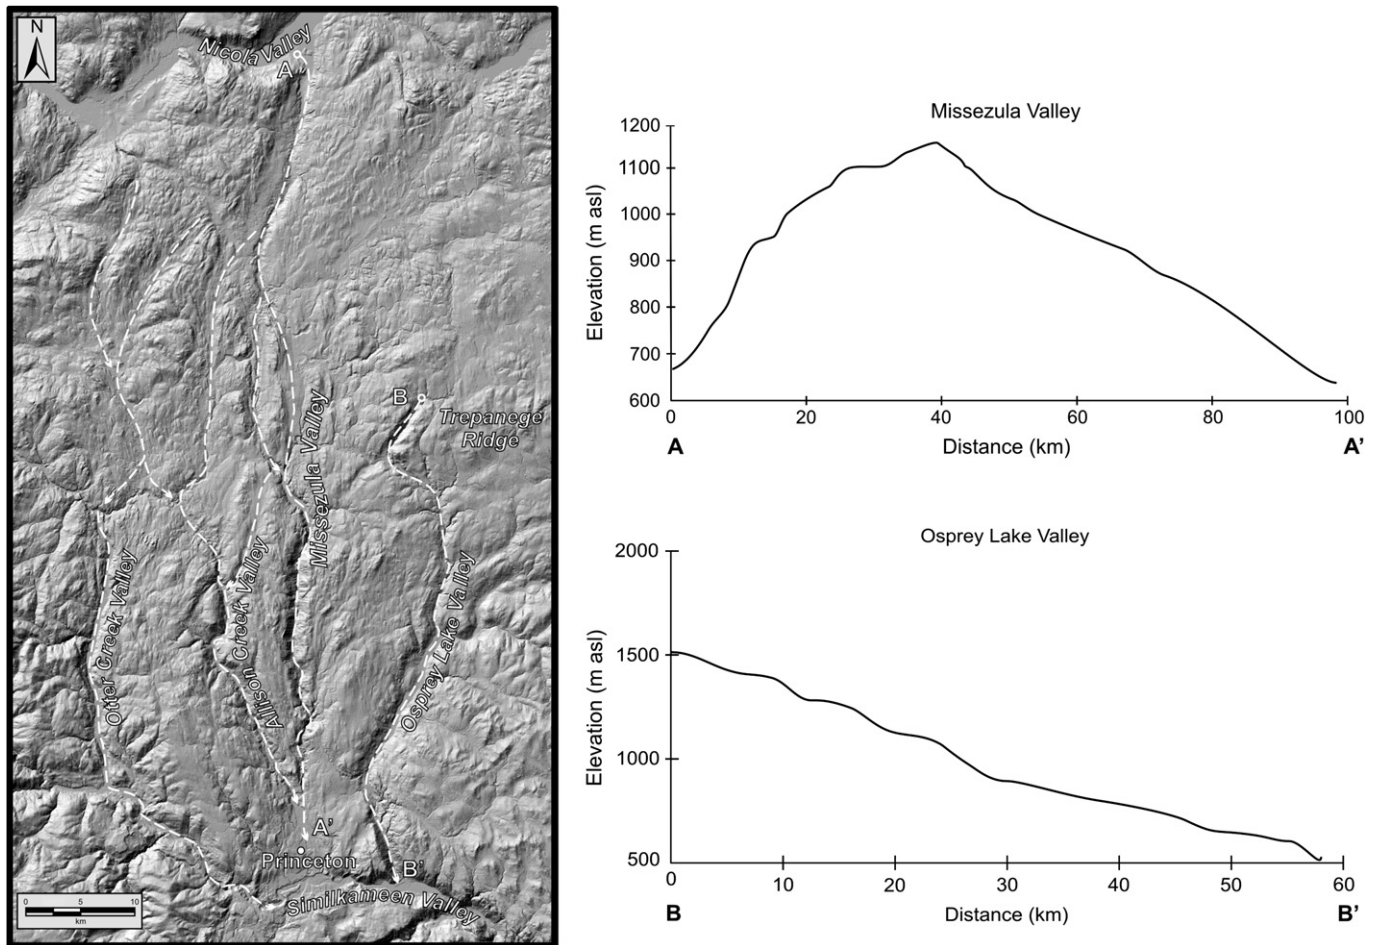 N
Nicola Valley
A
B
Trepanege
Ridge
Missezula Valley
Otter Creek Valley
Allison Creek Valley
Osprey Lake Valley
A'
Princeton
B'
Similkameen Valley
0 5 10
km
Missezula Valley
Elevation (m asl)
1200
1100
1000
900
800
700
600
0 20 40 60 80 100
A Distance (km) A’
Osprey Lake Valley
Elevation (m asl)
2000
1500
1000
500
0 10 20 30 40 50 60
B Distance (km) B’